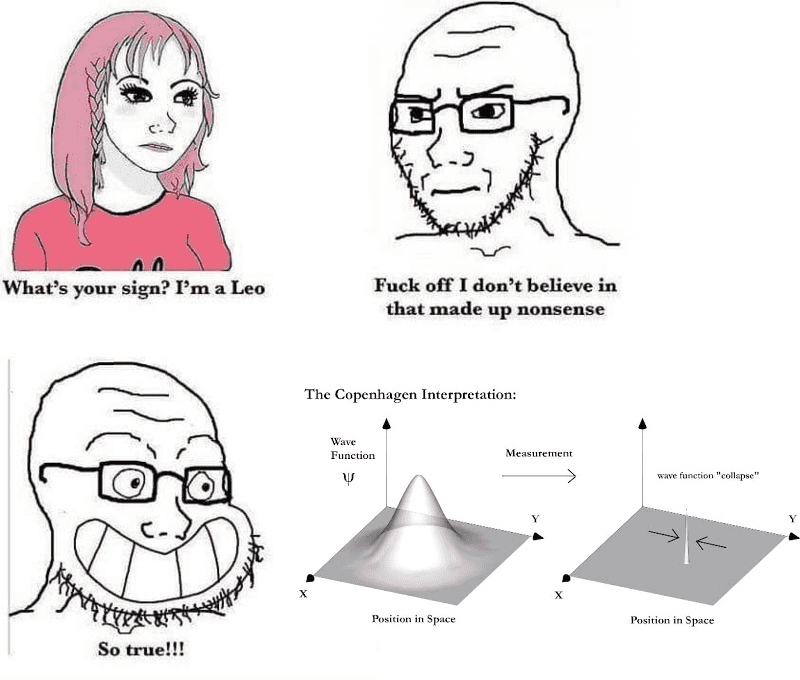 What's your sign? I'm a Leo
Fuck off I don't believe in
that made up nonsense
So true!!!
The Copenhagen Interpretation:
Wave
Function
Ψ
Measurement
wave function "collapse"
Y
X
Position in Space
Y
X
Position in Space